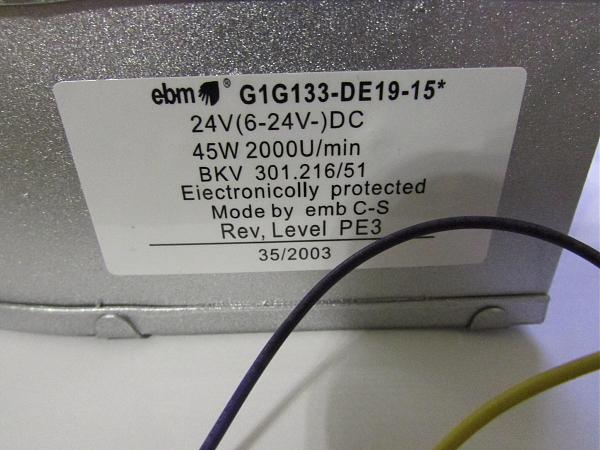 ebm® G1G133-DE19-15*
24V(6-24V-)DC
45W 2000U/min
BKV 301.216/51
Eiectronicolly protected
Mode by emb C-S
Rev, Level PE3
35/2003